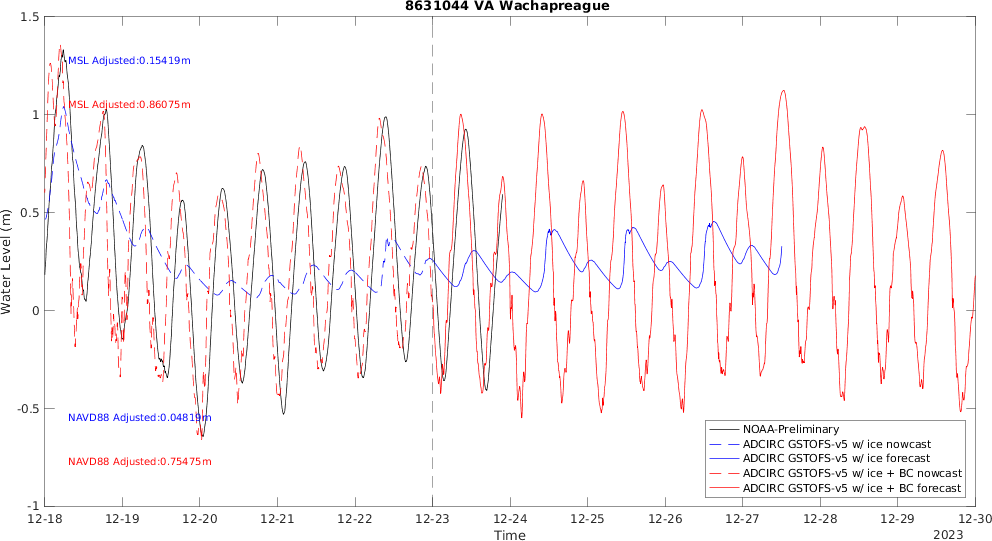 8631044 VA Wachapreague
1.5
1
0.5
0
-0.5
-1
Water Level (m)
MSL Adjusted:0.15419m
MSL Adjusted:0.86075m
NAVD88 Adjusted:0.04819m
NAVD88 Adjusted:0.75475m
NOAA-Preliminary
ADCIRC GSTOFS-v5 w/ ice nowcast
ADCIRC GSTOFS-v5 w/ ice forecast
ADCIRC GSTOFS-v5 w/ ice + BC nowcast
ADCIRC GSTOFS-v5 w/ ice + BC forecast
12-18 12-19 12-20 12-21 12-22 12-23 12-24 12-25 12-26 12-27 12-28 12-29 12-30
Time
2023